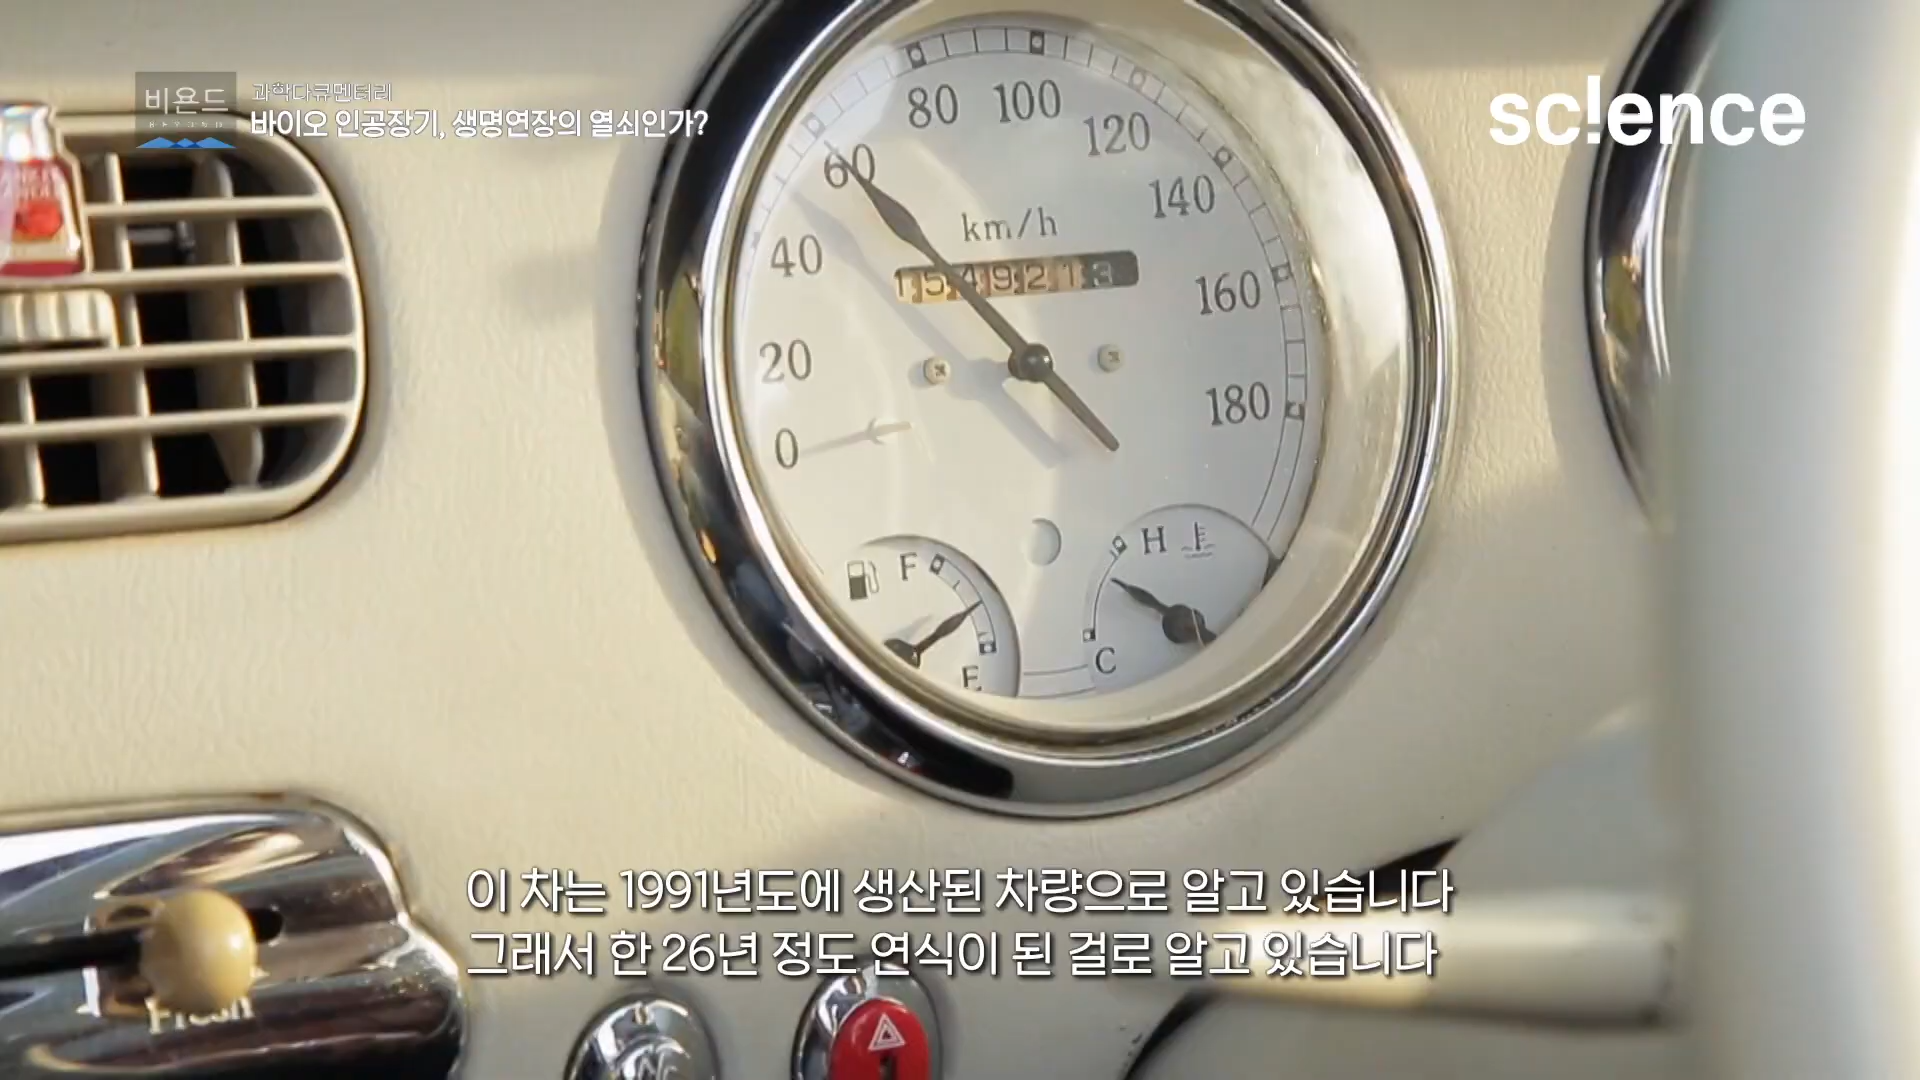 비욘드
BEYOND
과학다큐멘터리
바이오 인공장기, 생명연장의 열쇠인가?
sc!ence
80 100
120
60
140
km/h
40
154921 3
160
20
180
0
H
F
C
E
이 차는 1991년도에 생산된 차량으로 알고 있습니다
그래서 한 26년 정도 연식이 된 걸로 알고 있습니다
Fresh